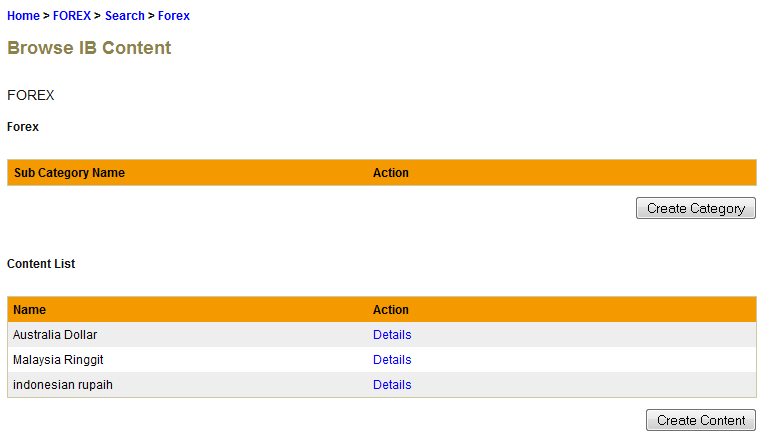 Home > FOREX > Search > Forex
Browse IB Content
FOREX
Forex
Sub Category Name Action
Create Category
Content List
Name Action
Australia Dollar Details
Malaysia Ringgit Details
indonesian rupaih Details
Create Content